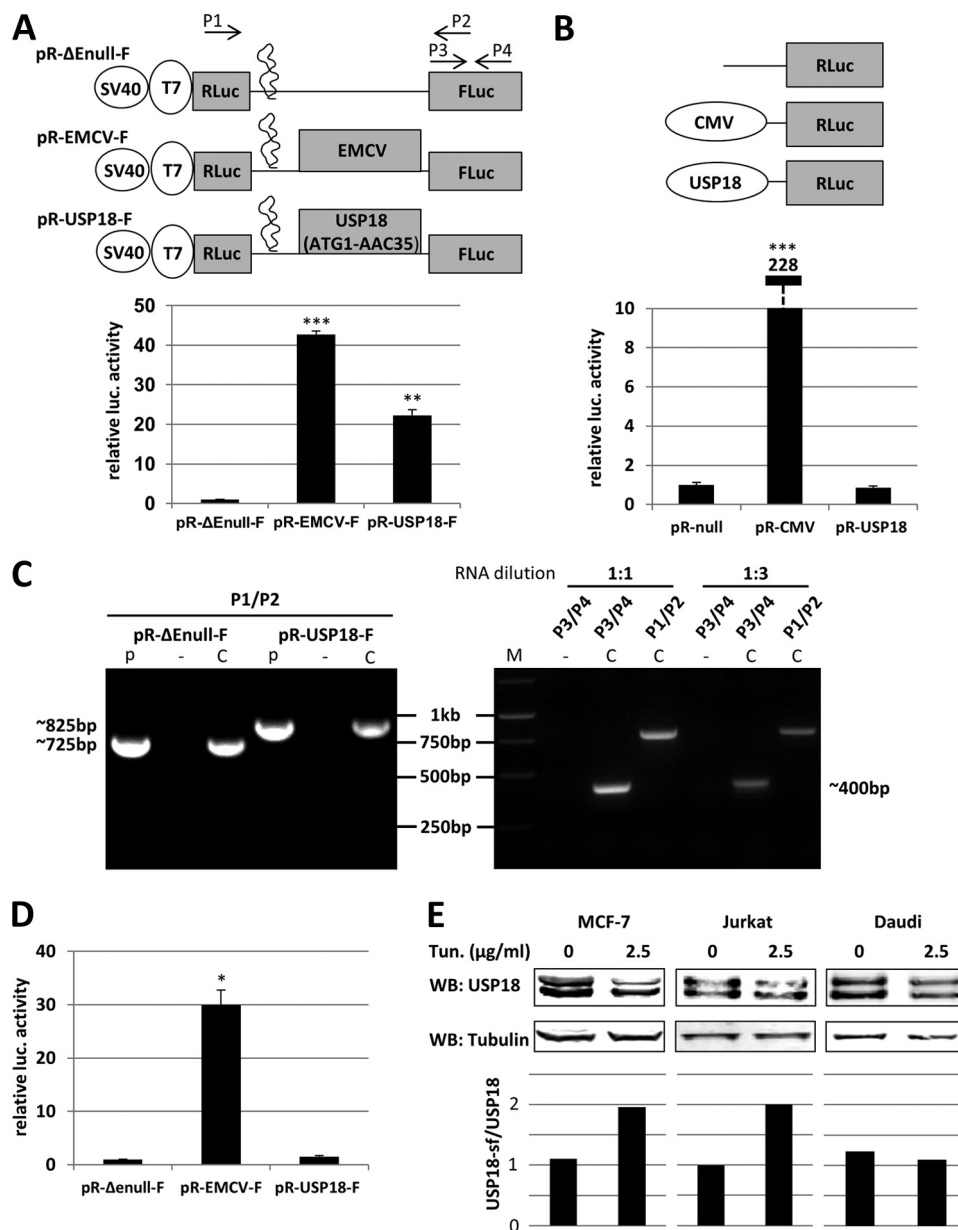 A
P1
P2
pR-ΔEnull-F
P3
P4
SV40
T7
RLuc
FLuc
pR-EMCV-F
SV40
T7
RLuc
EMCV
FLuc
pR-USP18-F
SV40
T7
RLuc
USP18
(ATG1-AAC35)
FLuc
relative luc. activity
50
40
30
20
10
0
***
**
pR-ΔEnull-F pR-EMCV-F pR-USP18-F
B
RLuc
CMV
RLuc
USP18
RLuc
***
228
relative luc. activity
10
8
6
4
2
0
pR-null pR-CMV pR-USP18
C
P1/P2
pR-ΔEnull-F pR-USP18-F
p - C p - C
~825bp
~725bp
1kb
750bp
500bp
250bp
RNA dilution 1:1 1:3
P3/P4 P3/P4 P1/P2 P3/P4 P3/P4 P1/P2
M - C C - C C
~400bp
D
relative luc. activity
40
30
20
10
0
*
pR-Δenull-F pR-EMCV-F pR-USP18-F
E
MCF-7 Jurkat Daudi
Tun. (µg/ml) 0 2.5 0 2.5 0 2.5
WB: USP18
WB: Tubulin
USP18-sf/USP18
2
1
0